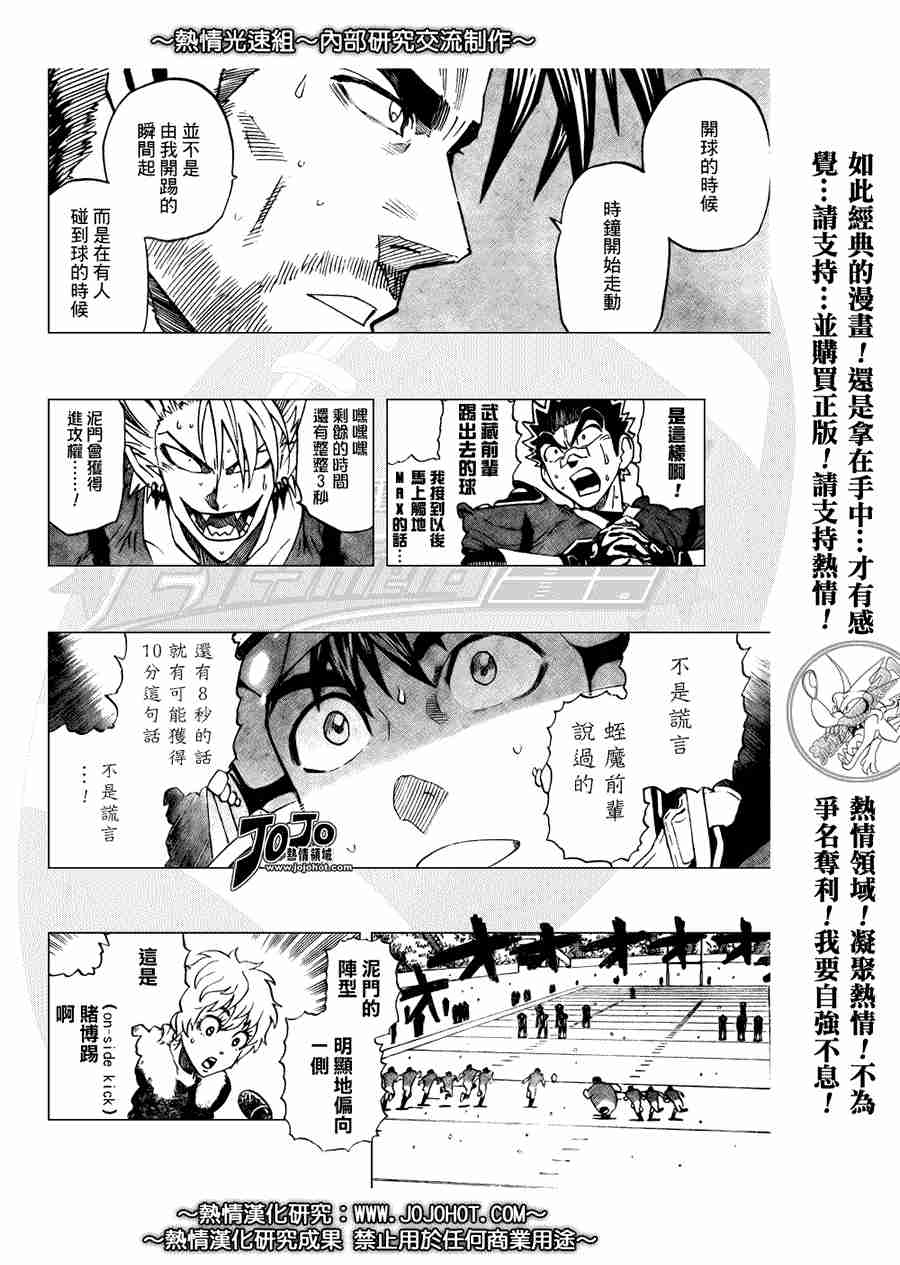 ～熱情光速組～內部研究交流制作～
開球的時候
時鐘開始走動
並不是
由我開踢的
瞬間起
而是在有人
碰到球的時候
是這樣啊!
武藏前輩
踢出去的球
我接到以後
馬上觸地
MAX的話…
嘿嘿嘿
剩餘的時間
還有整整3秒
泥門會獲得
進攻權……!
不是謊言
蛭魔前輩
說過的
還有8秒的話
就有可能獲得
10分這句話
不是謊言
…!
JOJO
熱情領域
www.jojohot.com
泥門的
陣型
明顯地偏向
一側
這是
(on-side kick)
賭博踢
啊
如此經典的漫畫!還是拿在手中…才有感
覺…請支持…並購買正版!請支持熱情!
熱情領域!凝聚熱情!不為
爭名奪利!我要自強不息!
～熱情漢化研究：WWW.JOJOHOT.COM～
～熱情漢化研究成果 禁止用於任何商業用途～